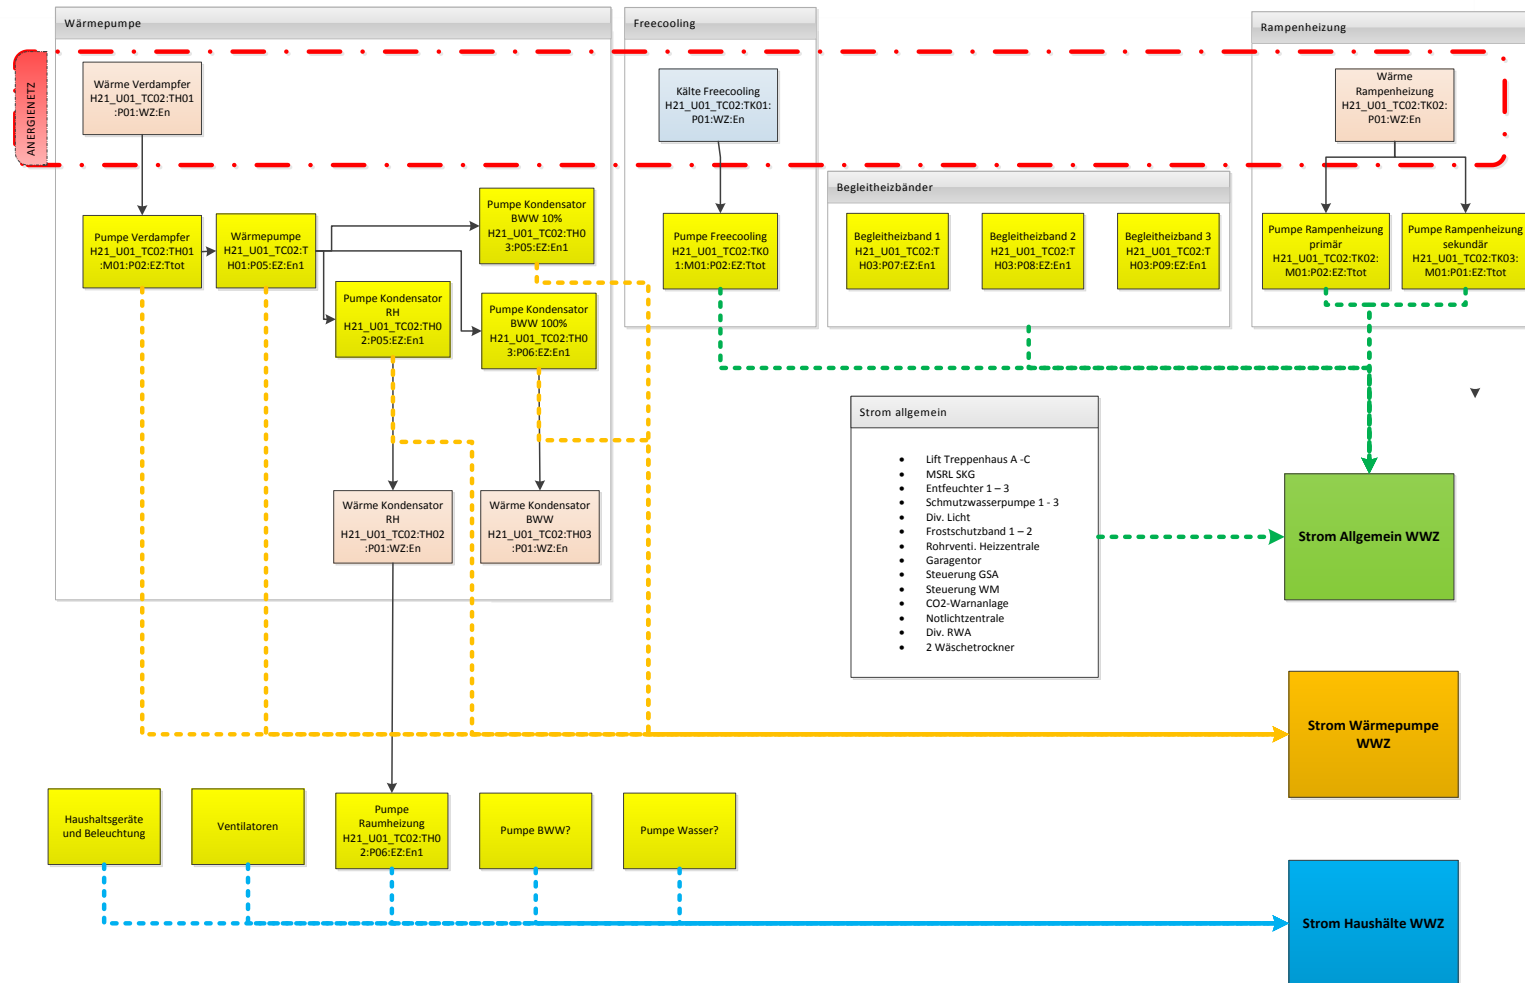 Wärmepumpe
Freecooling
Rampenheizung
ANERGIENETZ
Wärme Verdampfer
H21_U01_TC02:TH01
:P01:WZ:En
Kälte Freecooling
H21_U01_TC02:TK01:
P01:WZ:En
Wärme
Rampenheizung
H21_U01_TC02:TK02:
P01:WZ:En
Begleitheizbänder
Pumpe Verdampfer
H21_U01_TC02:TH01
:M01:P02:EZ:Ttot
Wärmepumpe
H21_U01_TC02:T
H01:P05:EZ:En1
Pumpe Kondensator
BWW 10%
H21_U01_TC02:TH0
3:P05:EZ:En1
Pumpe Kondensator
RH
H21_U01_TC02:TH0
2:P05:EZ:En1
Pumpe Kondensator
BWW 100%
H21_U01_TC02:TH0
3:P06:EZ:En1
Pumpe Freecooling
H21_U01_TC02:TK0
1:M01:P02:EZ:Ttot
Begleitheizband 1
H21_U01_TC02:T
H03:P07:EZ:En1
Begleitheizband 2
H21_U01_TC02:T
H03:P08:EZ:En1
Begleitheizband 3
H21_U01_TC02:T
H03:P09:EZ:En1
Pumpe Rampenheizung
primär
H21_U01_TC02:TK02:
M01:P02:EZ:Ttot
Pumpe Rampenheizung
sekundär
H21_U01_TC02:TK03:
M01:P01:EZ:Ttot
Strom allgemein
• Lift Treppenhaus A -C
• MSRL SKG
• Entfeuchter 1 – 3
• Schmutzwasserpumpe 1 - 3
• Div. Licht
• Frostschutzband 1 – 2
• Rohrventi. Heizzentrale
• Garagentor
• Steuerung GSA
• Steuerung WM
• CO2-Warnanlage
• Notlichtzentrale
• Div. RWA
• 2 Wäschetrockner
Wärme Kondensator
RH
H21_U01_TC02:TH02
:P01:WZ:En
Wärme Kondensator
BWW
H21_U01_TC02:TH03
:P01:WZ:En
Strom Allgemein WWZ
Strom Wärmepumpe
WWZ
Haushaltsgeräte
und Beleuchtung
Ventilatoren
Pumpe
Raumheizung
H21_U01_TC02:TH0
2:P06:EZ:En1
Pumpe BWW?
Pumpe Wasser?
Strom Haushälte WWZ